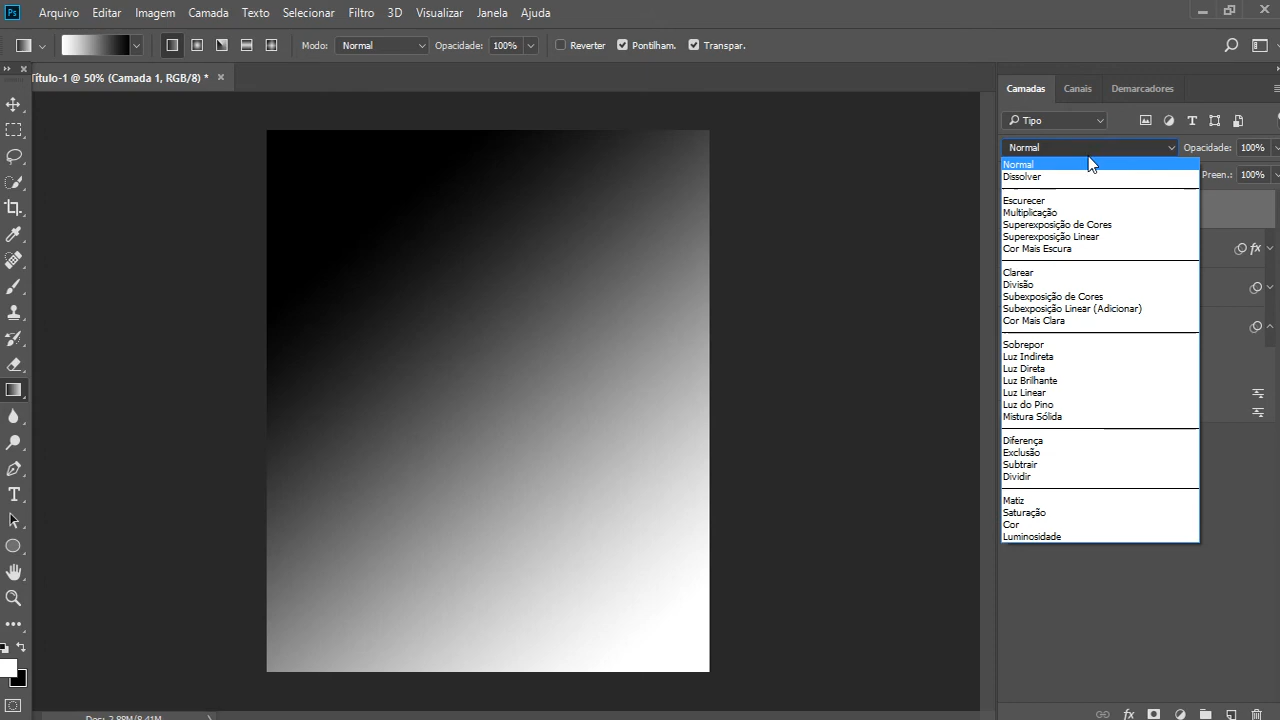 Ps Arquivo Editar Imagem Camada Texto Selecionar Filtro 3D Visualizar Janela Ajuda
Modo: Normal Opacidade: 100% Reverter Pontilham. Transpar.
Título-1 @ 50% (Camada 1, RGB/8) * ×
Camadas Canais Demarcadores
Tipo
Normal Opacidade: 100%
Normal
Dissolver
Preen.: 100%
Escurecer
Multiplicação
Superexposição de Cores
Superexposição Linear
Cor Mais Escura
fx
Clarear
Divisão
Subexposição de Cores
Subexposição Linear (Adicionar)
Cor Mais Clara
Sobrepor
Luz Indireta
Luz Direta
Luz Brilhante
Luz Linear
Luz do Pino
Mistura Sólida
Diferença
Exclusão
Subtrair
Dividir
Matiz
Saturação
Cor
Luminosidade
fx